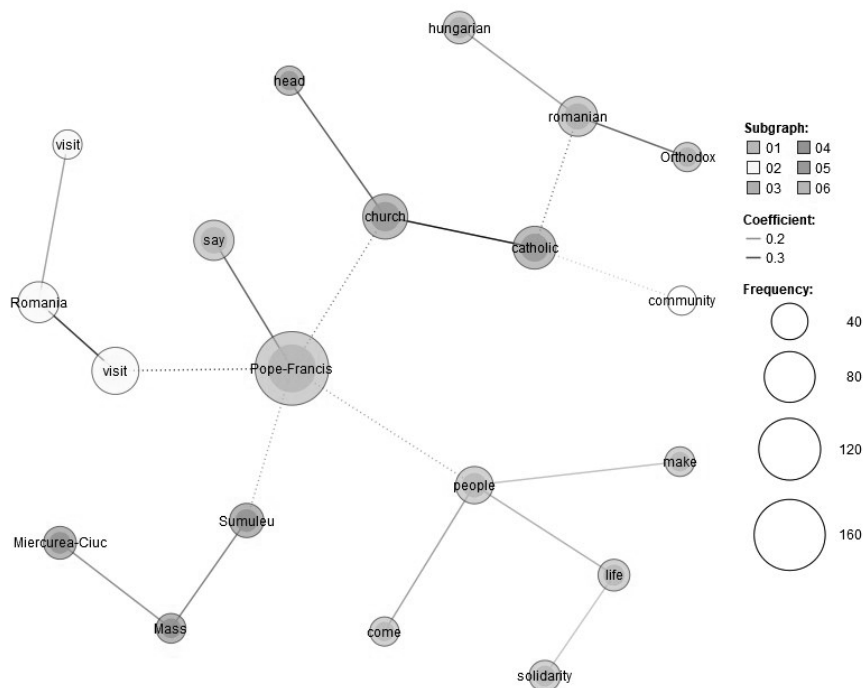 hungarian
head
romanian
Subgraph:
01 04
02 05
03 06
visit
Orthodox
church
Coefficient:
0.2
0.3
say
catholic
Romania
community
Frequency:
40
visit
Pope-Francis
80
120
make
people
Sumuleu
160
Miercurea-Ciuc
life
Mass
come
solidarity